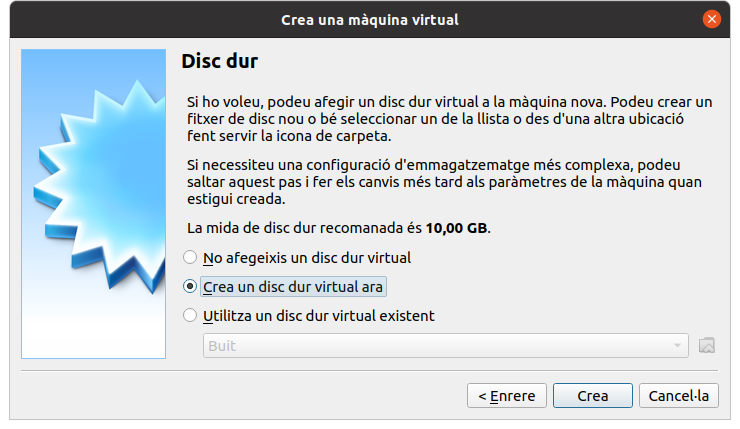 Crea una màquina virtual
Disc dur
Si ho voleu, podeu afegir un disc dur virtual a la màquina nova. Podeu crear un
fitxer de disc nou o bé seleccionar un de la llista o des d'una altra ubicació
fent servir la icona de carpeta.
Si necessiteu una configuració d'emmagatzematge més complexa, podeu
saltar aquest pas i fer els canvis més tard als paràmetres de la màquina quan
estigui creada.
La mida de disc dur recomanada és 10,00 GB.
No afegeixis un disc dur virtual
Crea un disc dur virtual ara
Utilitza un disc dur virtual existent
Buit
< Enrere Crea Cancel·la